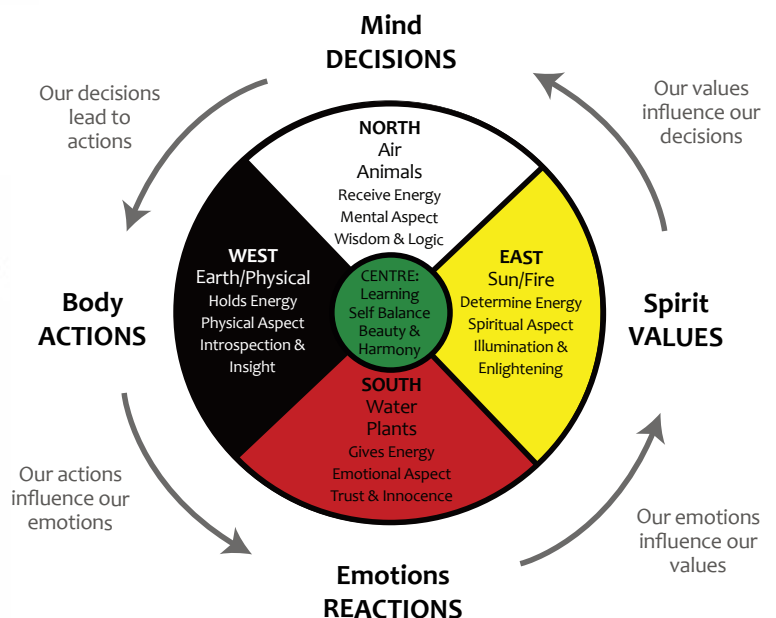 Mind
DECISIONS
Our decisions
lead to
actions
Our values
influence our
decisions
NORTH
Air
Animals
Receive Energy
Mental Aspect
Wisdom & Logic
WEST
Earth/Physical
Holds Energy
Physical Aspect
Introspection &
Insight
CENTRE:
Learning
Self Balance
Beauty &
Harmony
EAST
Sun/Fire
Determine Energy
Spiritual Aspect
Illumination &
Enlightening
Body
ACTIONS
Spirit
VALUES
SOUTH
Water
Plants
Gives Energy
Emotional Aspect
Trust & Innocence
Our actions
influence our
emotions
Our emotions
influence our
values
Emotions
REACTIONS